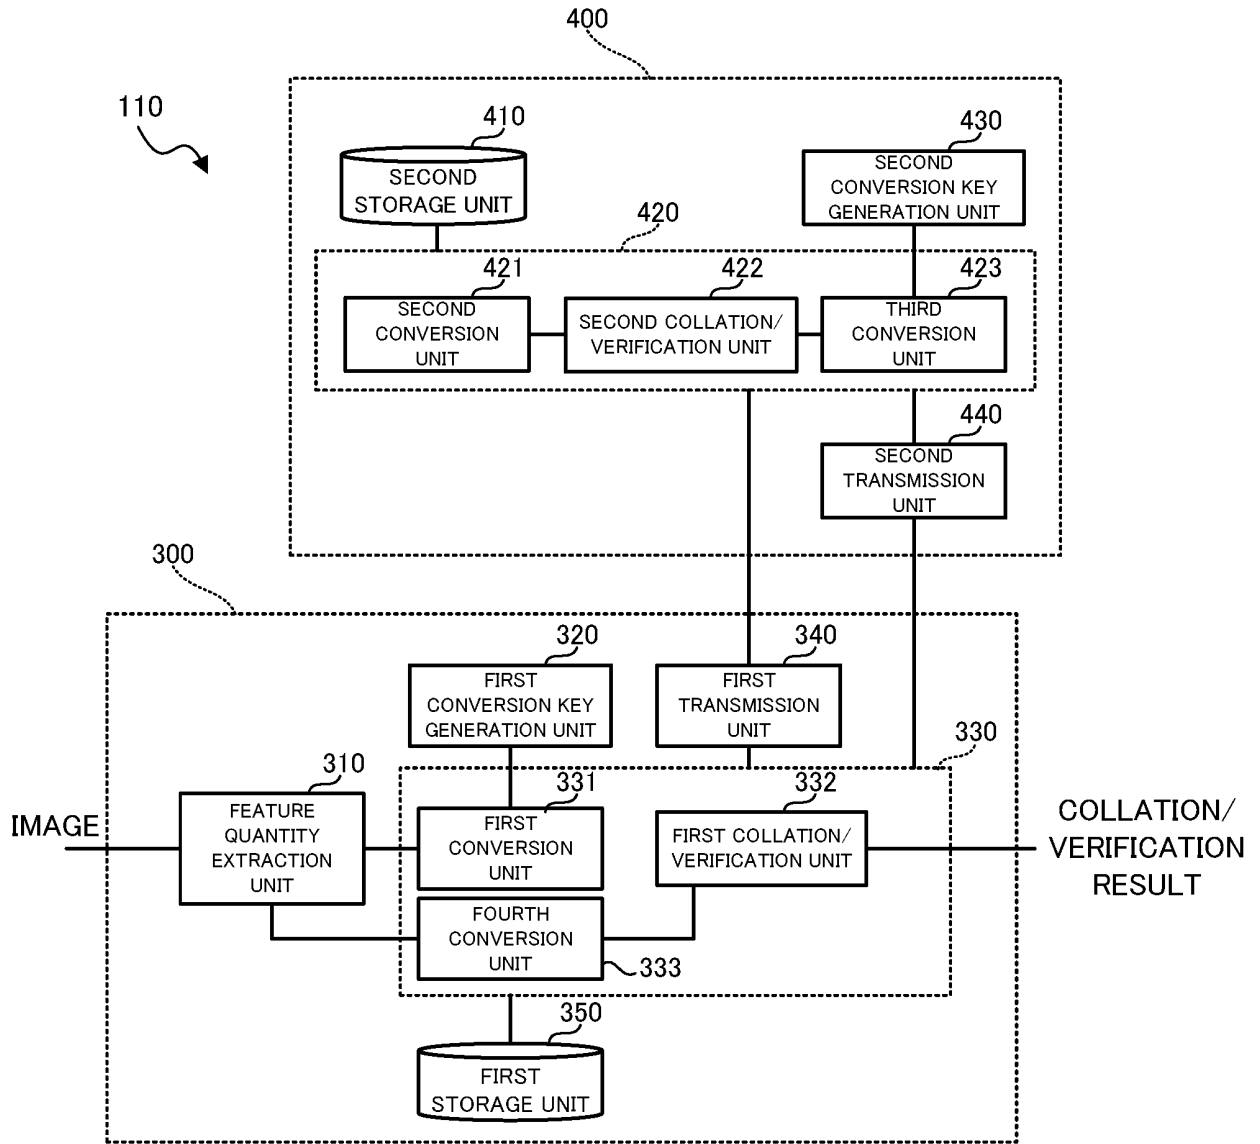 400
110
410
SECOND
STORAGE UNIT
430
SECOND
CONVERSION KEY
GENERATION UNIT
420
421
SECOND
CONVERSION
UNIT
422
SECOND COLLATION/
VERIFICATION UNIT
423
THIRD
CONVERSION
UNIT
440
SECOND
TRANSMISSION
UNIT
300
320
FIRST
CONVERSION KEY
GENERATION UNIT
340
FIRST
TRANSMISSION
UNIT
330
310
FEATURE
QUANTITY
EXTRACTION
UNIT
IMAGE
331
FIRST
CONVERSION
UNIT
332
FIRST COLLATION/
VERIFICATION UNIT
COLLATION/
VERIFICATION
RESULT
FOURTH
CONVERSION
UNIT
333
350
FIRST
STORAGE UNIT